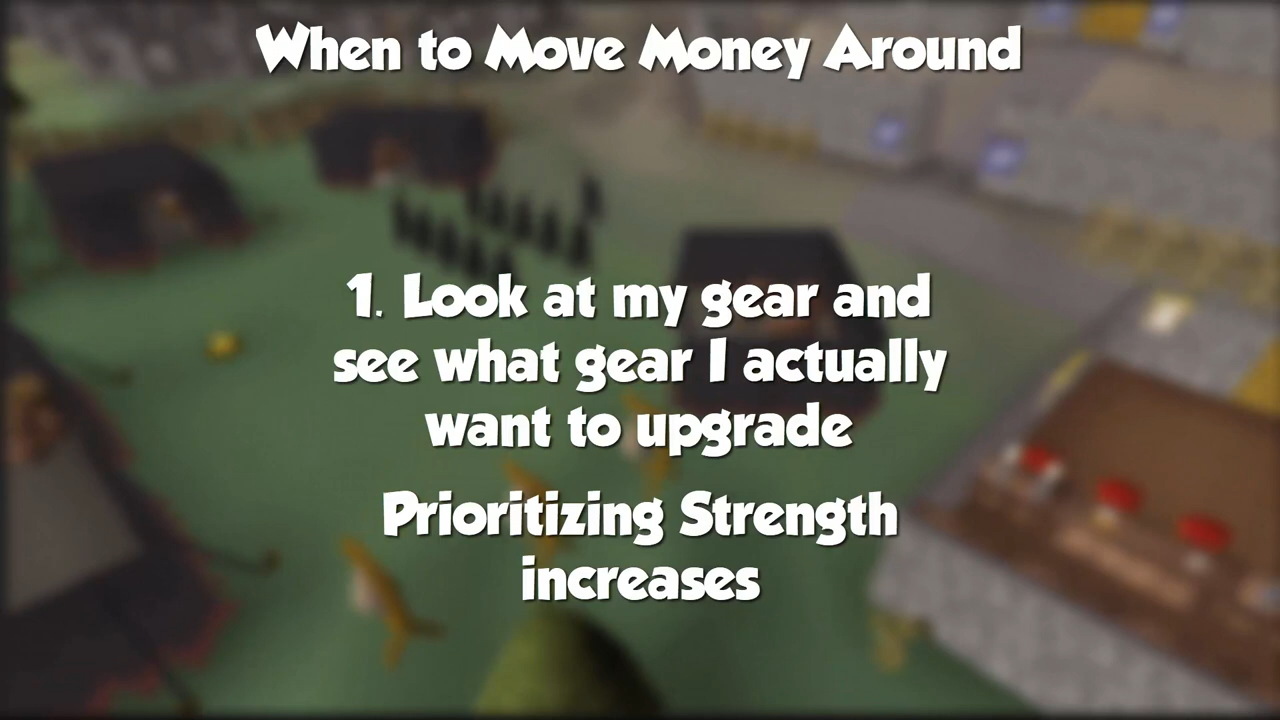 When to Move Money Around
1. Look at my gear and
see what gear I actually
want to upgrade
Prioritizing Strength
increases